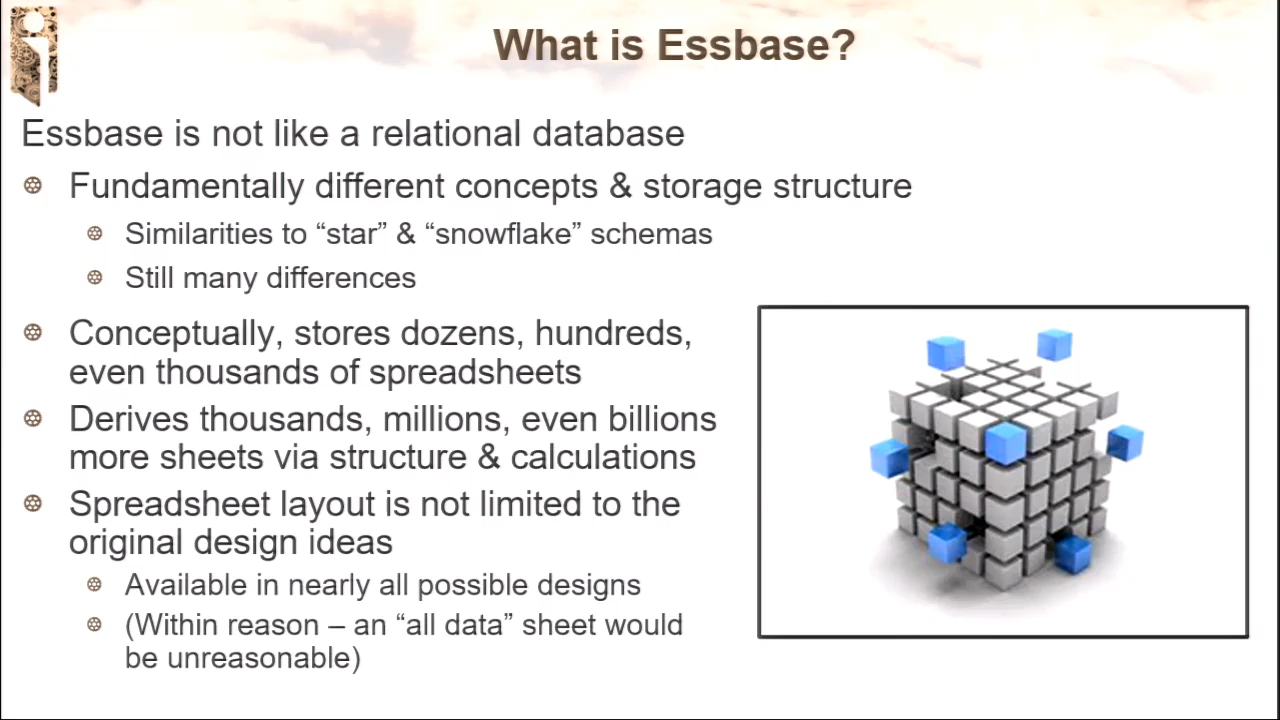 What is Essbase?
Essbase is not like a relational database
Fundamentally different concepts & storage structure
Similarities to “star” & “snowflake” schemas
Still many differences
Conceptually, stores dozens, hundreds,
even thousands of spreadsheets
Derives thousands, millions, even billions
more sheets via structure & calculations
Spreadsheet layout is not limited to the
original design ideas
Available in nearly all possible designs
(Within reason – an “all data” sheet would
be unreasonable)